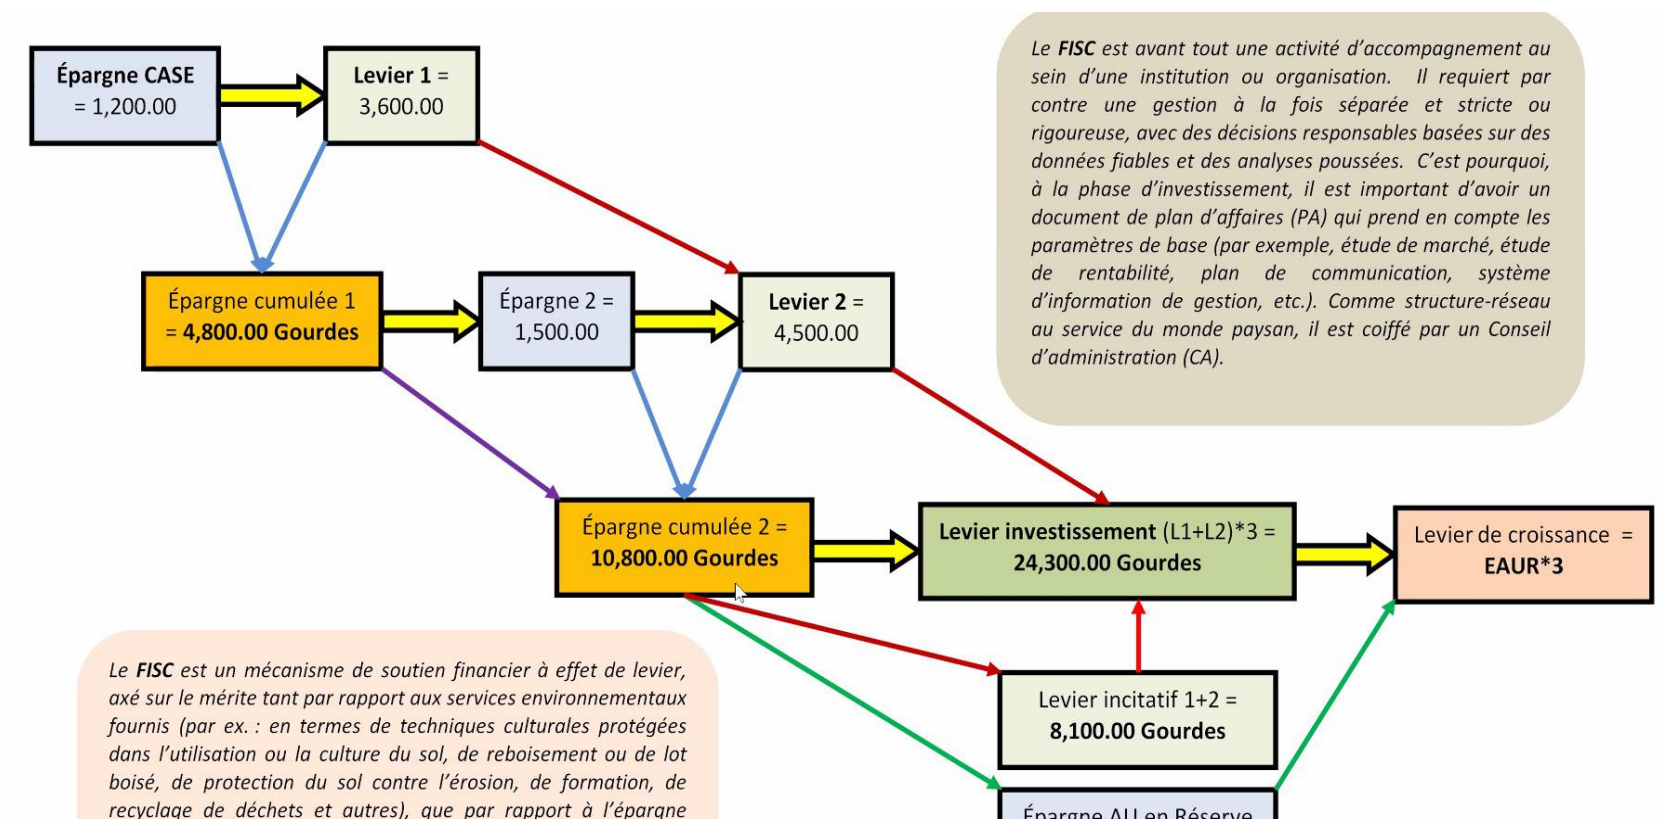 Épargne CASE
= 1,200.00
Levier 1 =
3,600.00
Le FISC est avant tout une activité d’accompagnement au
sein d’une institution ou organisation. Il requiert par
contre une gestion à la fois séparée et stricte ou
rigoureuse, avec des décisions responsables basées sur des
données fiables et des analyses poussées. C’est pourquoi,
à la phase d’investissement, il est important d’avoir un
document de plan d’affaires (PA) qui prend en compte les
paramètres de base (par exemple, étude de marché, étude
de rentabilité, plan de communication, système
d’information de gestion, etc.). Comme structure-réseau
au service du monde paysan, il est coiffé par un Conseil
d’administration (CA).
Épargne cumulée 1
= 4,800.00 Gourdes
Épargne 2 =
1,500.00
Levier 2 =
4,500.00
Épargne cumulée 2 =
10,800.00 Gourdes
Levier investissement (L1+L2)*3 =
24,300.00 Gourdes
Levier de croissance =
EAUR*3
Levier incitatif 1+2 =
8,100.00 Gourdes
Épargne AU en Réserve
Le FISC est un mécanisme de soutien financier à effet de levier,
axé sur le mérite tant par rapport aux services environnementaux
fournis (par ex. : en termes de techniques culturales protégées
dans l’utilisation ou la culture du sol, de reboisement ou de lot
boisé, de protection du sol contre l’érosion, de formation, de
recyclage de déchets et autres), que par rapport à l’épargne